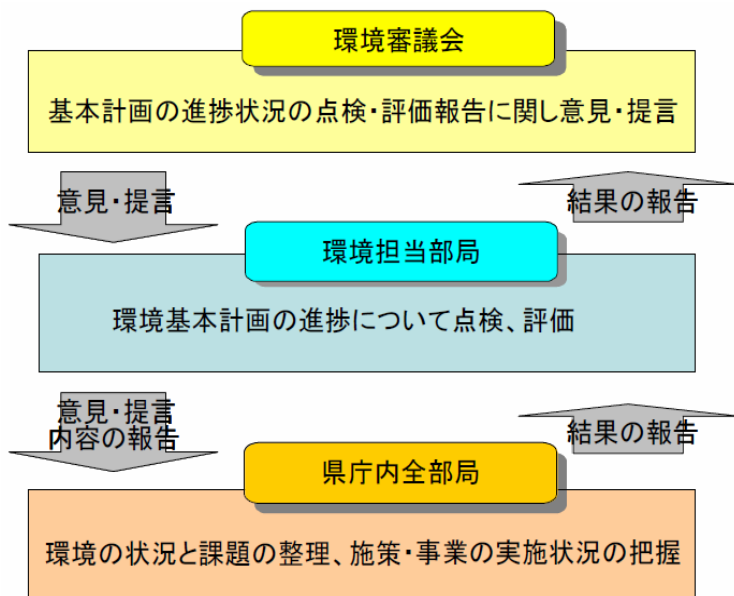 環境審議会
基本計画の進捗状況の点検・評価報告に関し意見・提言
意見・提言
結果の報告
環境担当部局
環境基本計画の進捗について点検、評価
意見・提言
内容の報告
結果の報告
県庁内全部局
環境の状況と課題の整理、施策・事業の実施状況の把握